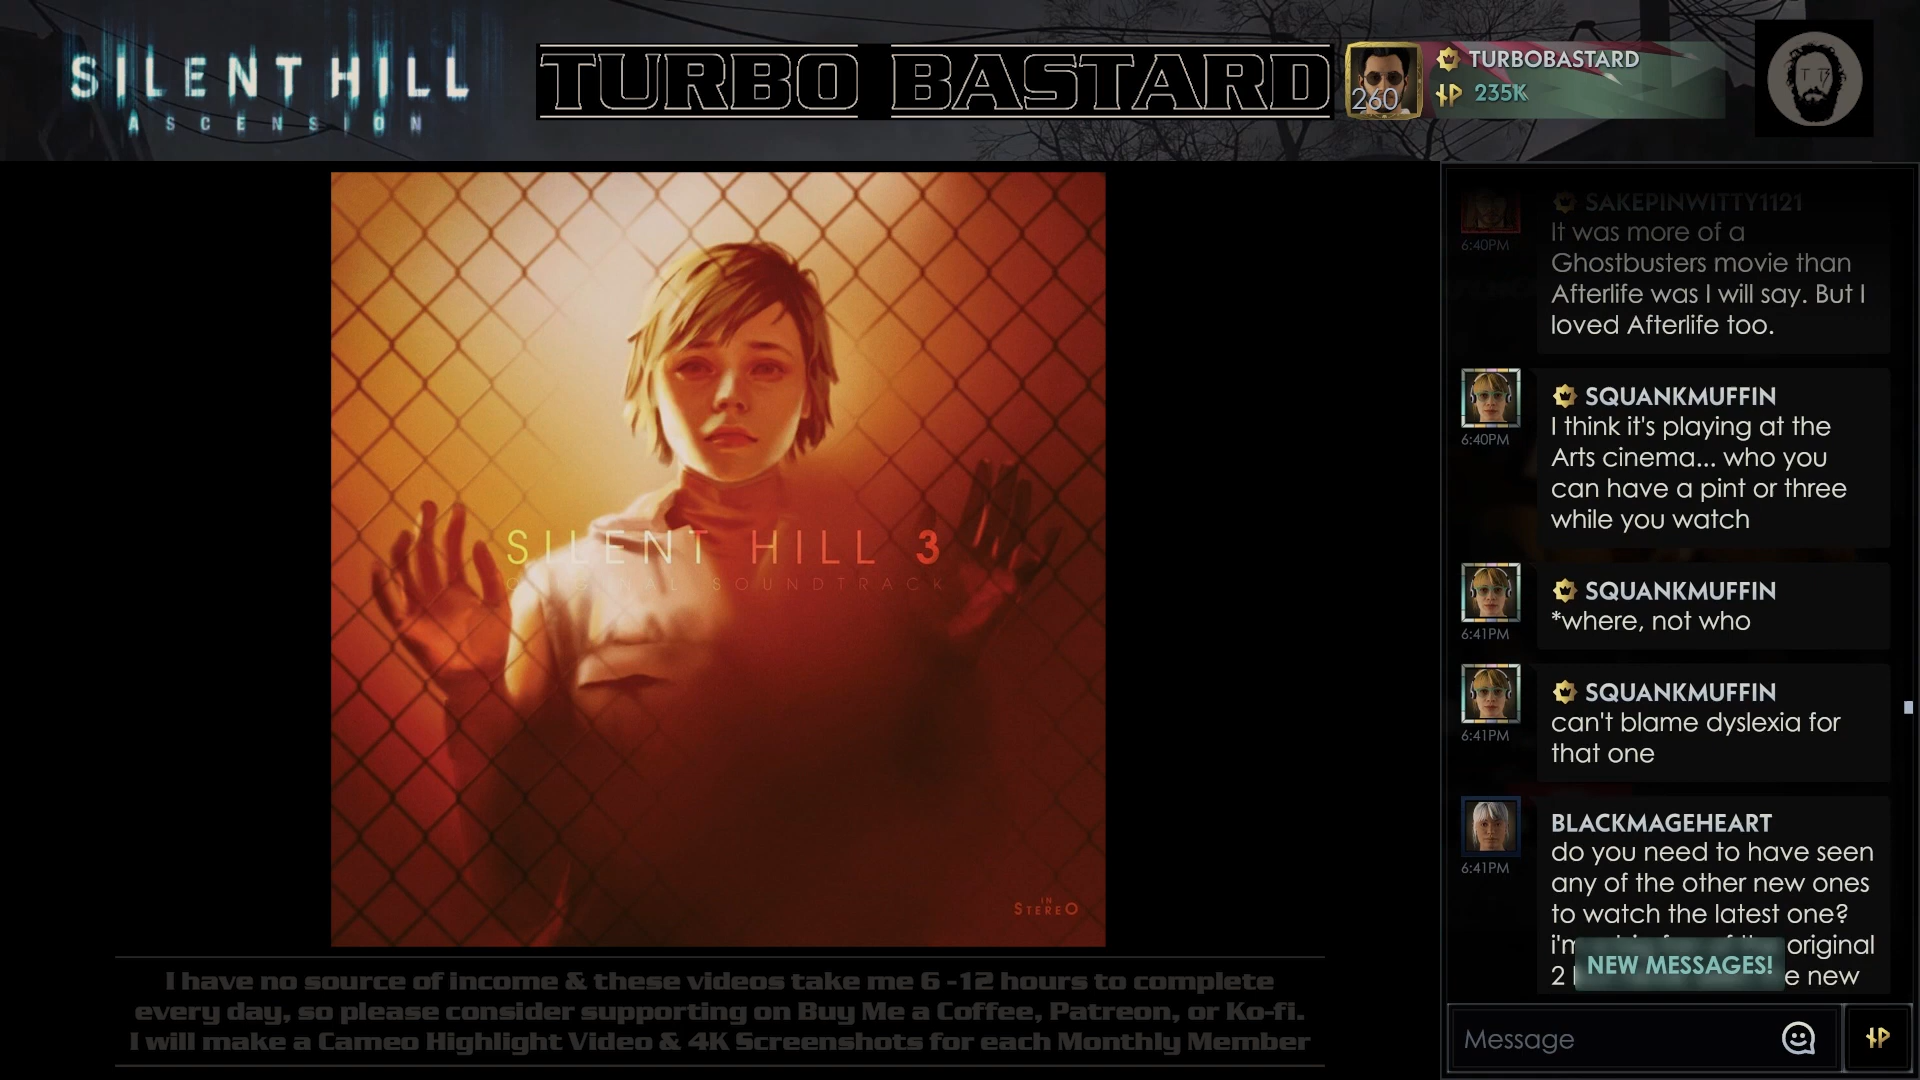 SILENT HILL
ASCENSION
TURBO BASTARD
260
TURBOBASTARD
235K
SILENT HILL 3
ORIGINAL SOUNDTRACK
IN
STEREO
I have no source of income & these videos take me 6 -12 hours to complete
every day, so please consider supporting on Buy Me a Coffee, Patreon, or Ko-fi.
I will make a Cameo Highlight Video & 4K Screenshots for each Monthly Member
SAKEPINWITTY1121
6:40PM
It was more of a
Ghostbusters movie than
Afterlife was I will say. But I
loved Afterlife too.
SQUANKMUFFIN
6:40PM
I think it's playing at the
Arts cinema... who you
can have a pint or three
while you watch
SQUANKMUFFIN
6:41PM
*where, not who
SQUANKMUFFIN
6:41PM
can't blame dyslexia for
that one
BLACKMAGEHEART
6:41PM
do you need to have seen
any of the other new ones
to watch the latest one?
i'm original
2 new
NEW MESSAGES!
Message